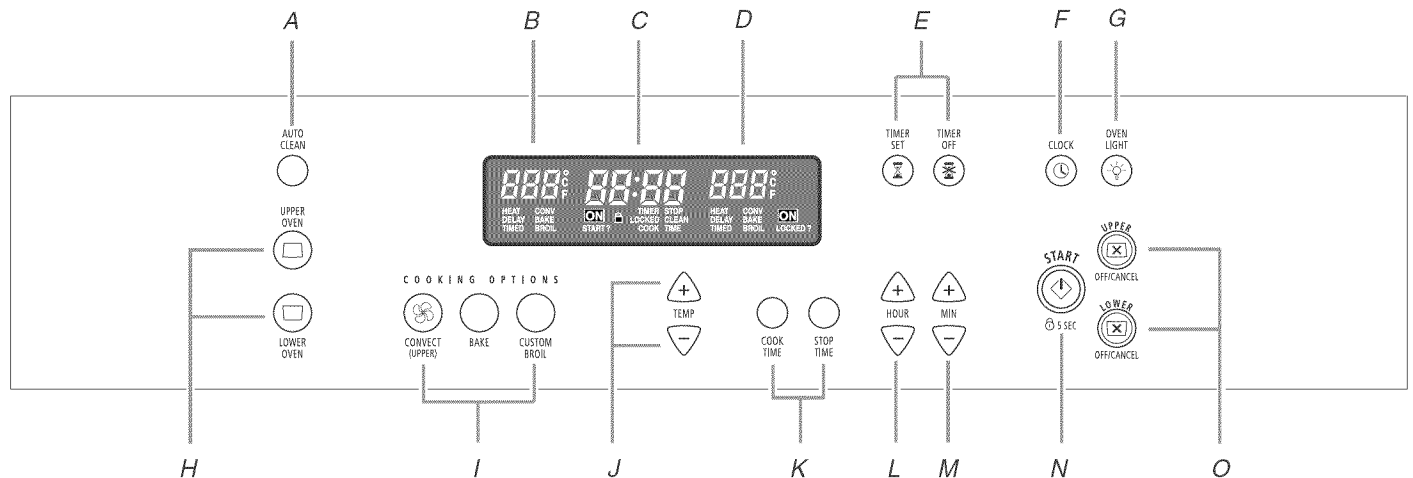 A B C D E F G
AUTO
CLEAN
TIMER
SET
TIMER
OFF
CLOCK
OVEN
LIGHT
888°CF 88:88 888°CF
HEAT CONV
DELAY BAKE
TIMED BROIL
ON
START?
TIMER STOP
LOCKED CLEAN
COOK TIME
HEAT CONV
DELAY BAKE
TIMED BROIL
ON
LOCKED?
UPPER
OVEN
LOWER
OVEN
COOKING OPTIONS
CONVECT
(UPPER)
BAKE
CUSTOM
BROIL
+
TEMP
−
COOK
TIME
STOP
TIME
+
HOUR
−
+
MIN
−
START
5 SEC
UPPER
OFF/CANCEL
LOWER
OFF/CANCEL
H I J K L M N O